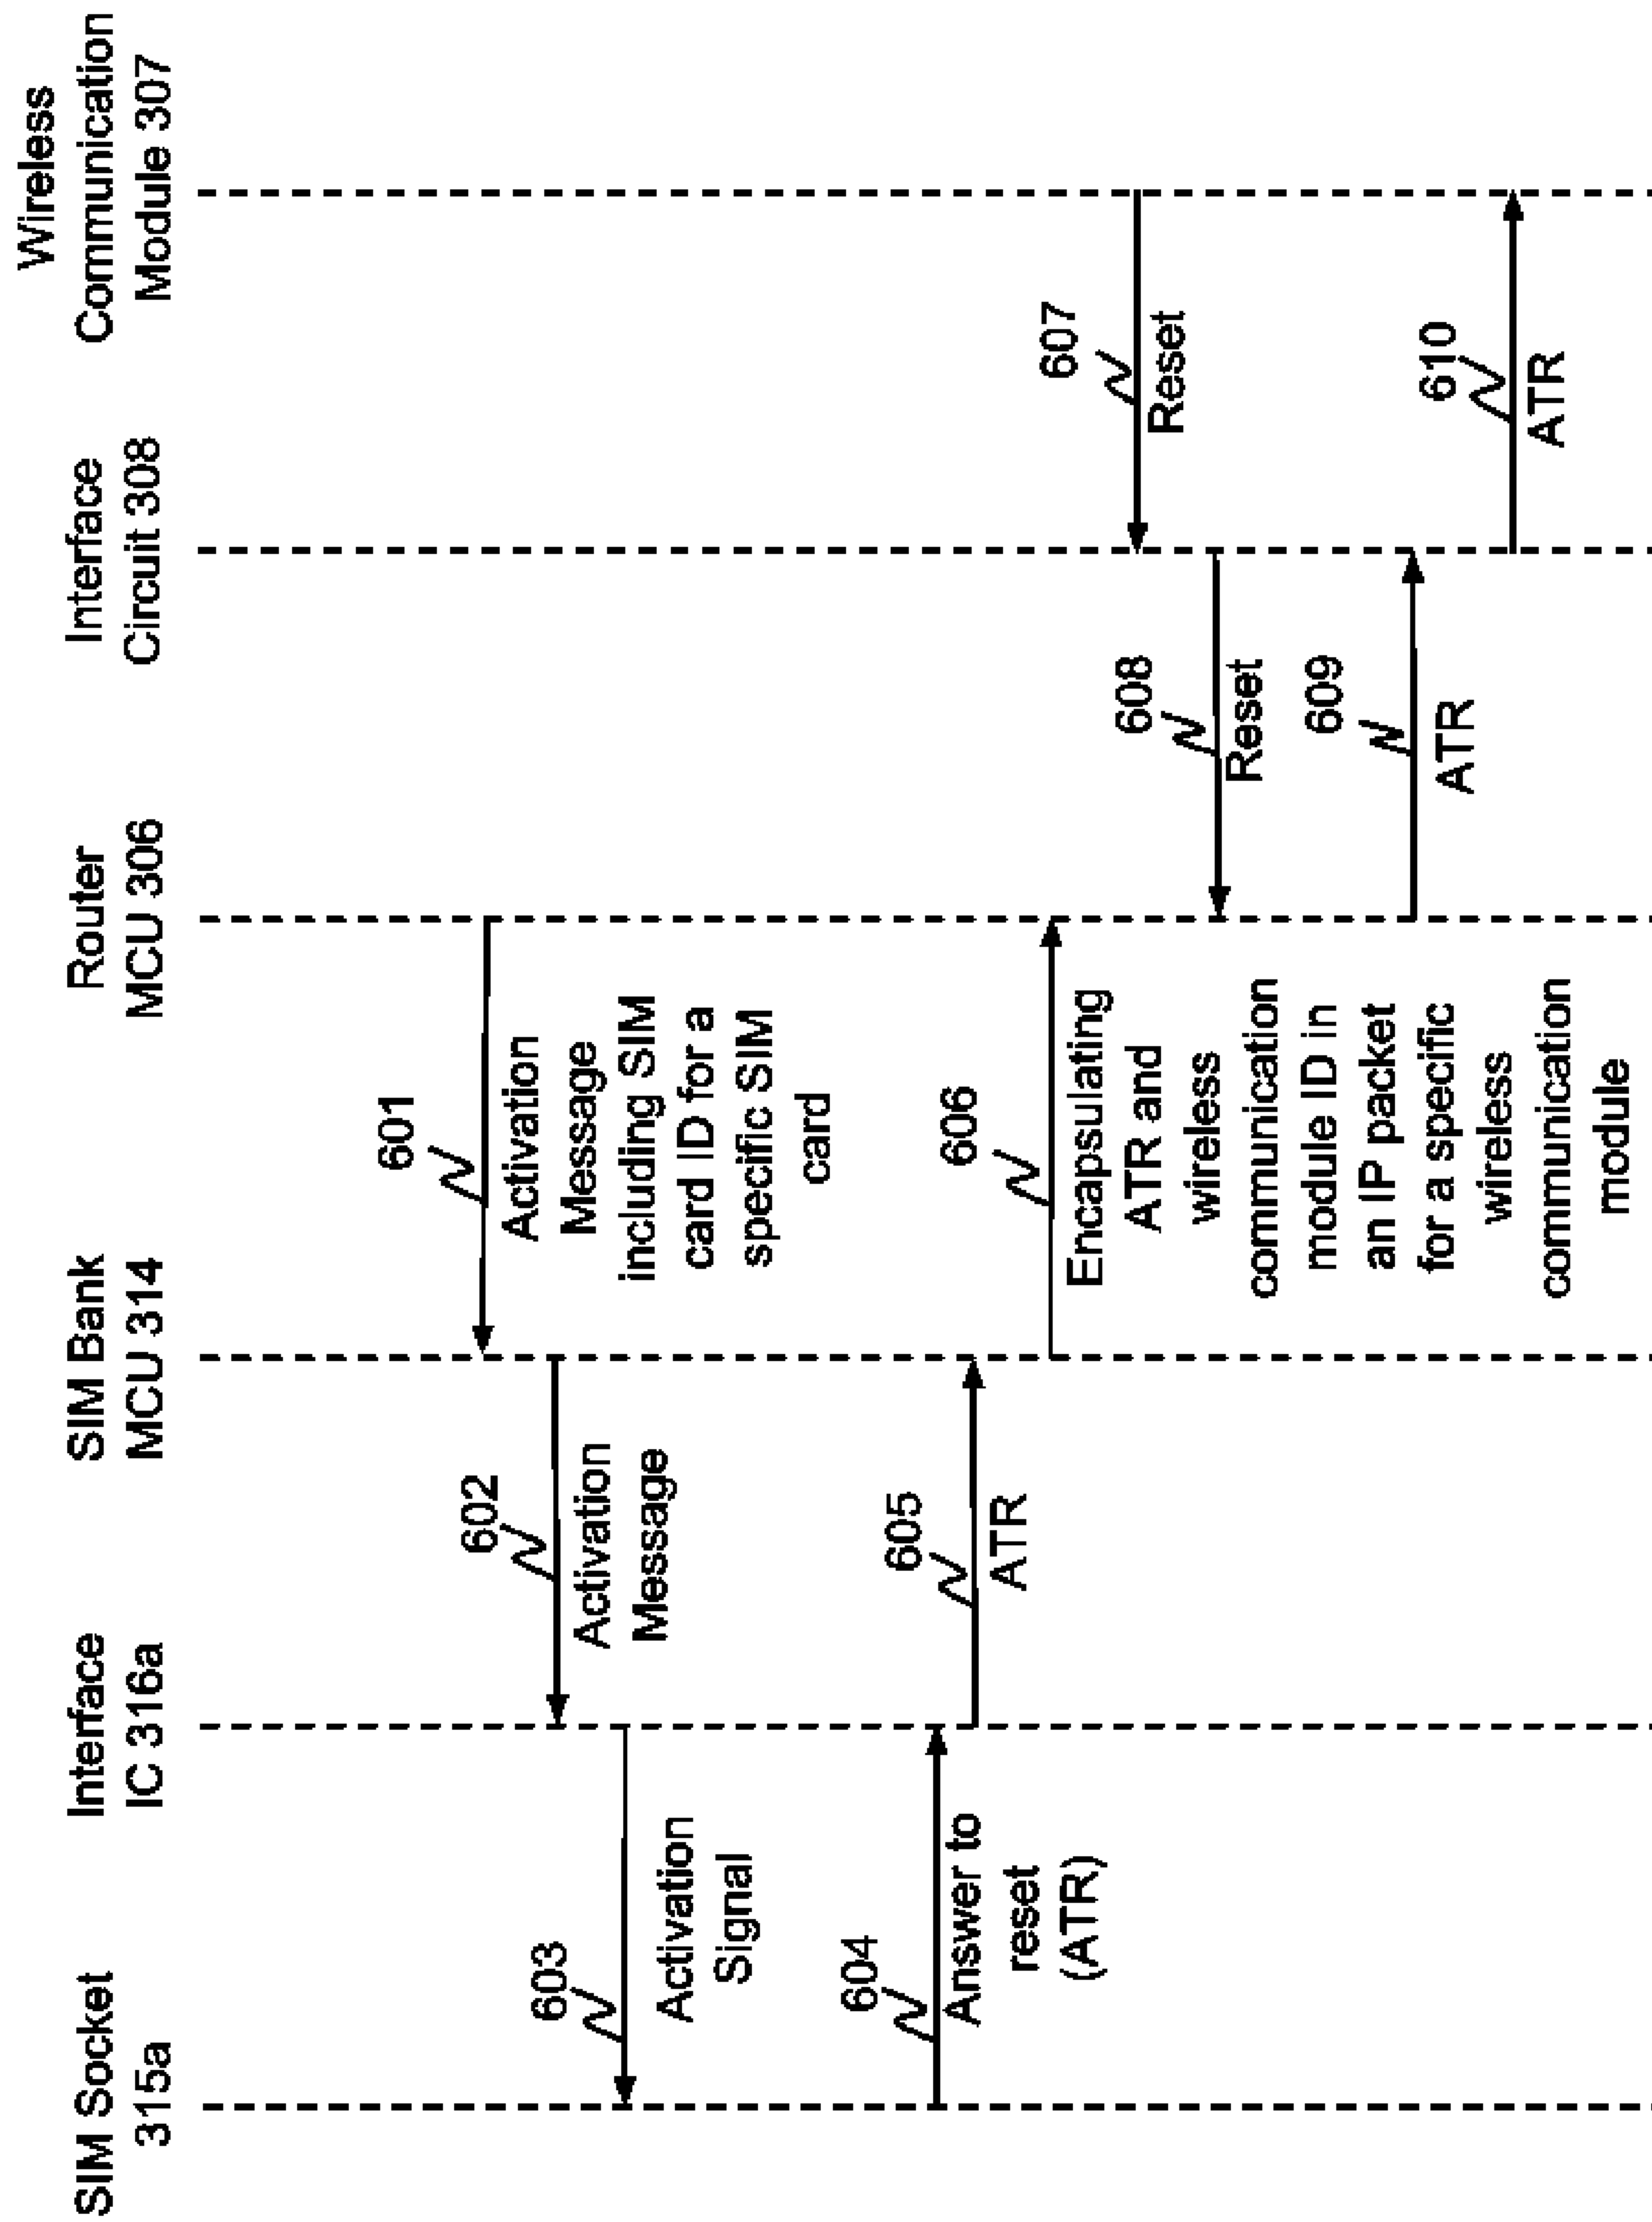 SIM Socket
315a
Interface
IC 316a
SIM Bank
MCU 314
Router
MCU 306
Interface
Circuit 308
Wireless
Communication
Module 307
601
Activation
Message
including SIM
card ID for a
specific SIM
card
602
Activation
Message
603
Activation
Signal
604
Answer to
reset
(ATR)
605
ATR
606
Encapsulating
ATR and
wireless
communication
module ID in
an IP packet
for a specific
wireless
communication
module
607
Reset
608
Reset
609
ATR
610
ATR